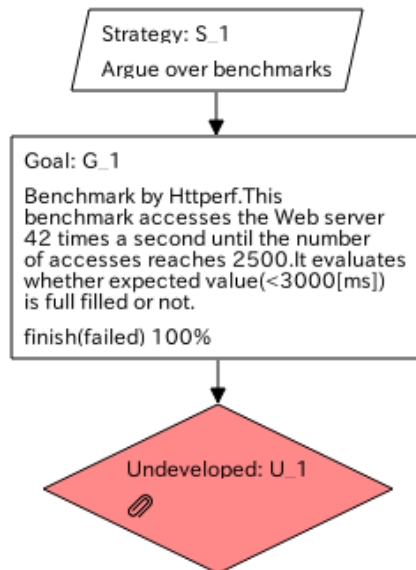 Strategy: S_1
Argue over benchmarks
Goal: G_1
Benchmark by Httperf.This
benchmark accesses the Web server
42 times a second until the number
of accesses reaches 2500.It evaluates
whether expected value(<3000[ms])
is full filled or not.
finish(failed) 100%
Undeveloped: U_1